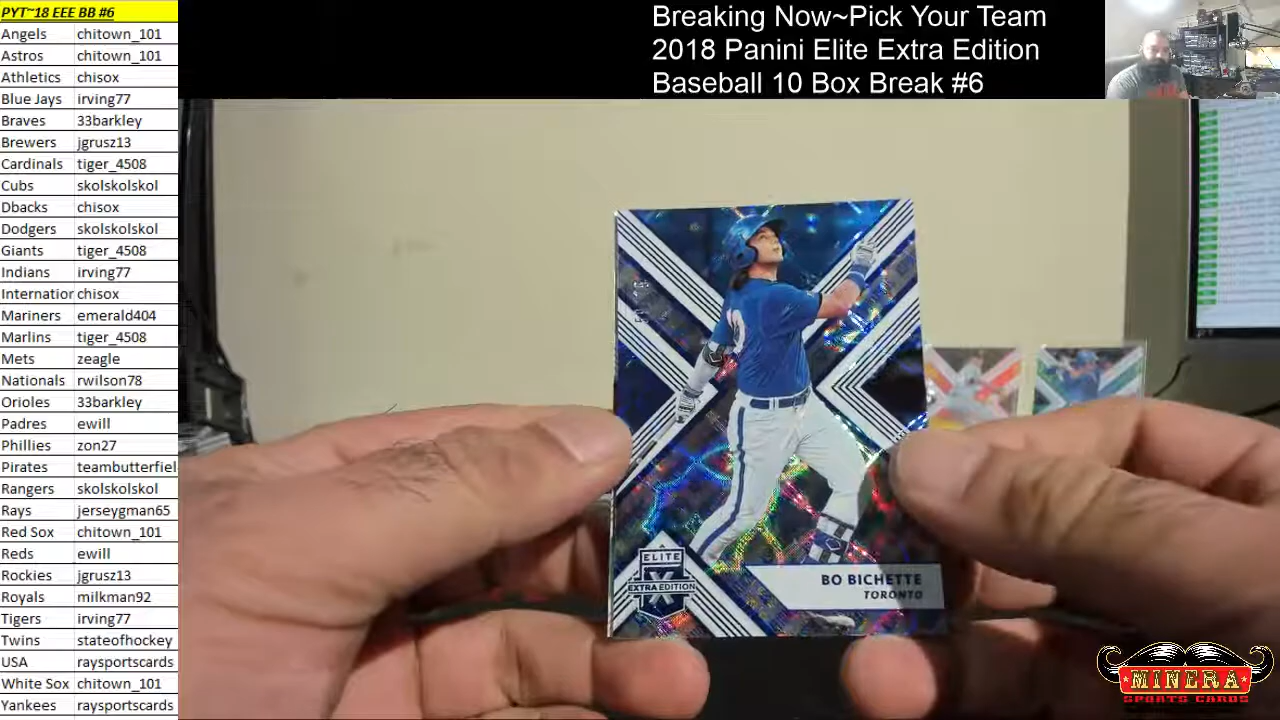 PYT~18 EEE BB #6
Angels chitown_101
Astros chitown_101
Athletics chisox
Blue Jays irving77
Braves 33barkley
Brewers jgrusz13
Cardinals tiger_4508
Cubs skolskolskol
Dbacks chisox
Dodgers skolskolskol
Giants tiger_4508
Indians irving77
Internation chisox
Mariners emerald404
Marlins tiger_4508
Mets zeagle
Nationals rwilson78
Orioles 33barkley
Padres ewill
Phillies zon27
Pirates teambutterfiel
Rangers skolskolskol
Rays jerseygman65
Red Sox chitown_101
Reds ewill
Rockies jgrusz13
Royals milkman92
Tigers irving77
Twins stateofhockey
USA raysportscards
White Sox chitown_101
Yankees raysportscards
Breaking Now~Pick Your Team
2018 Panini Elite Extra Edition
Baseball 10 Box Break #6
ELITE
X
EXTRA EDITION
BO BICHETTE
TORONTO
MINERA
SPORTS CARDS